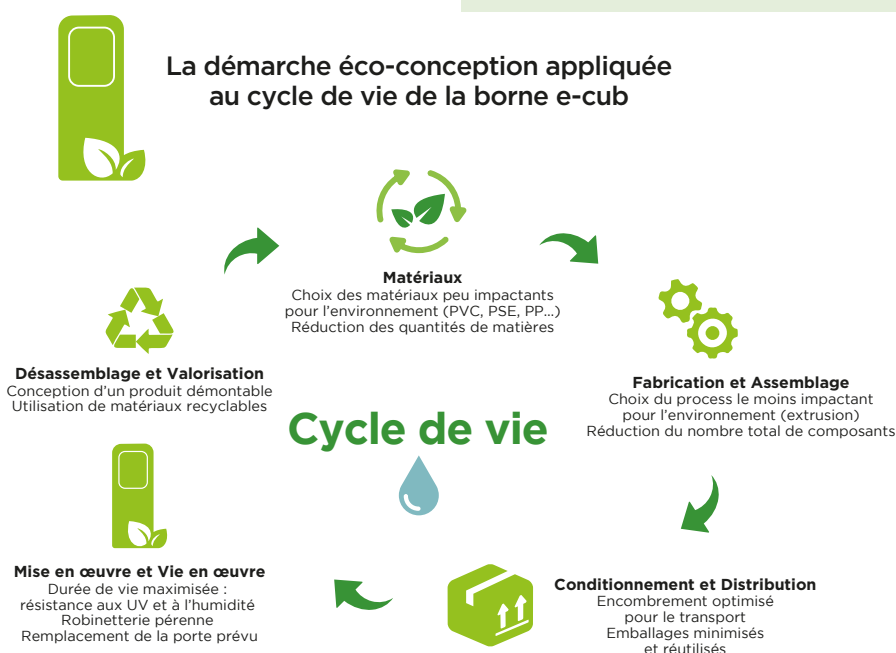 La démarche éco-conception appliquée
au cycle de vie de la borne e-cub
Matériaux
Choix des matériaux peu impactants
pour l’environnement (PVC, PSE, PP...)
Réduction des quantités de matières
Fabrication et Assemblage
Choix du process le moins impactant
pour l’environnement (extrusion)
Réduction du nombre total de composants
Conditionnement et Distribution
Encombrement optimisé
pour le transport
Emballages minimisés
et réutilisés
Mise en œuvre et Vie en œuvre
Durée de vie maximisée :
résistance aux UV et à l’humidité
Robinetterie pérenne
Remplacement de la porte prévu
Désassemblage et Valorisation
Conception d’un produit démontable
Utilisation de matériaux recyclables
Cycle de vie